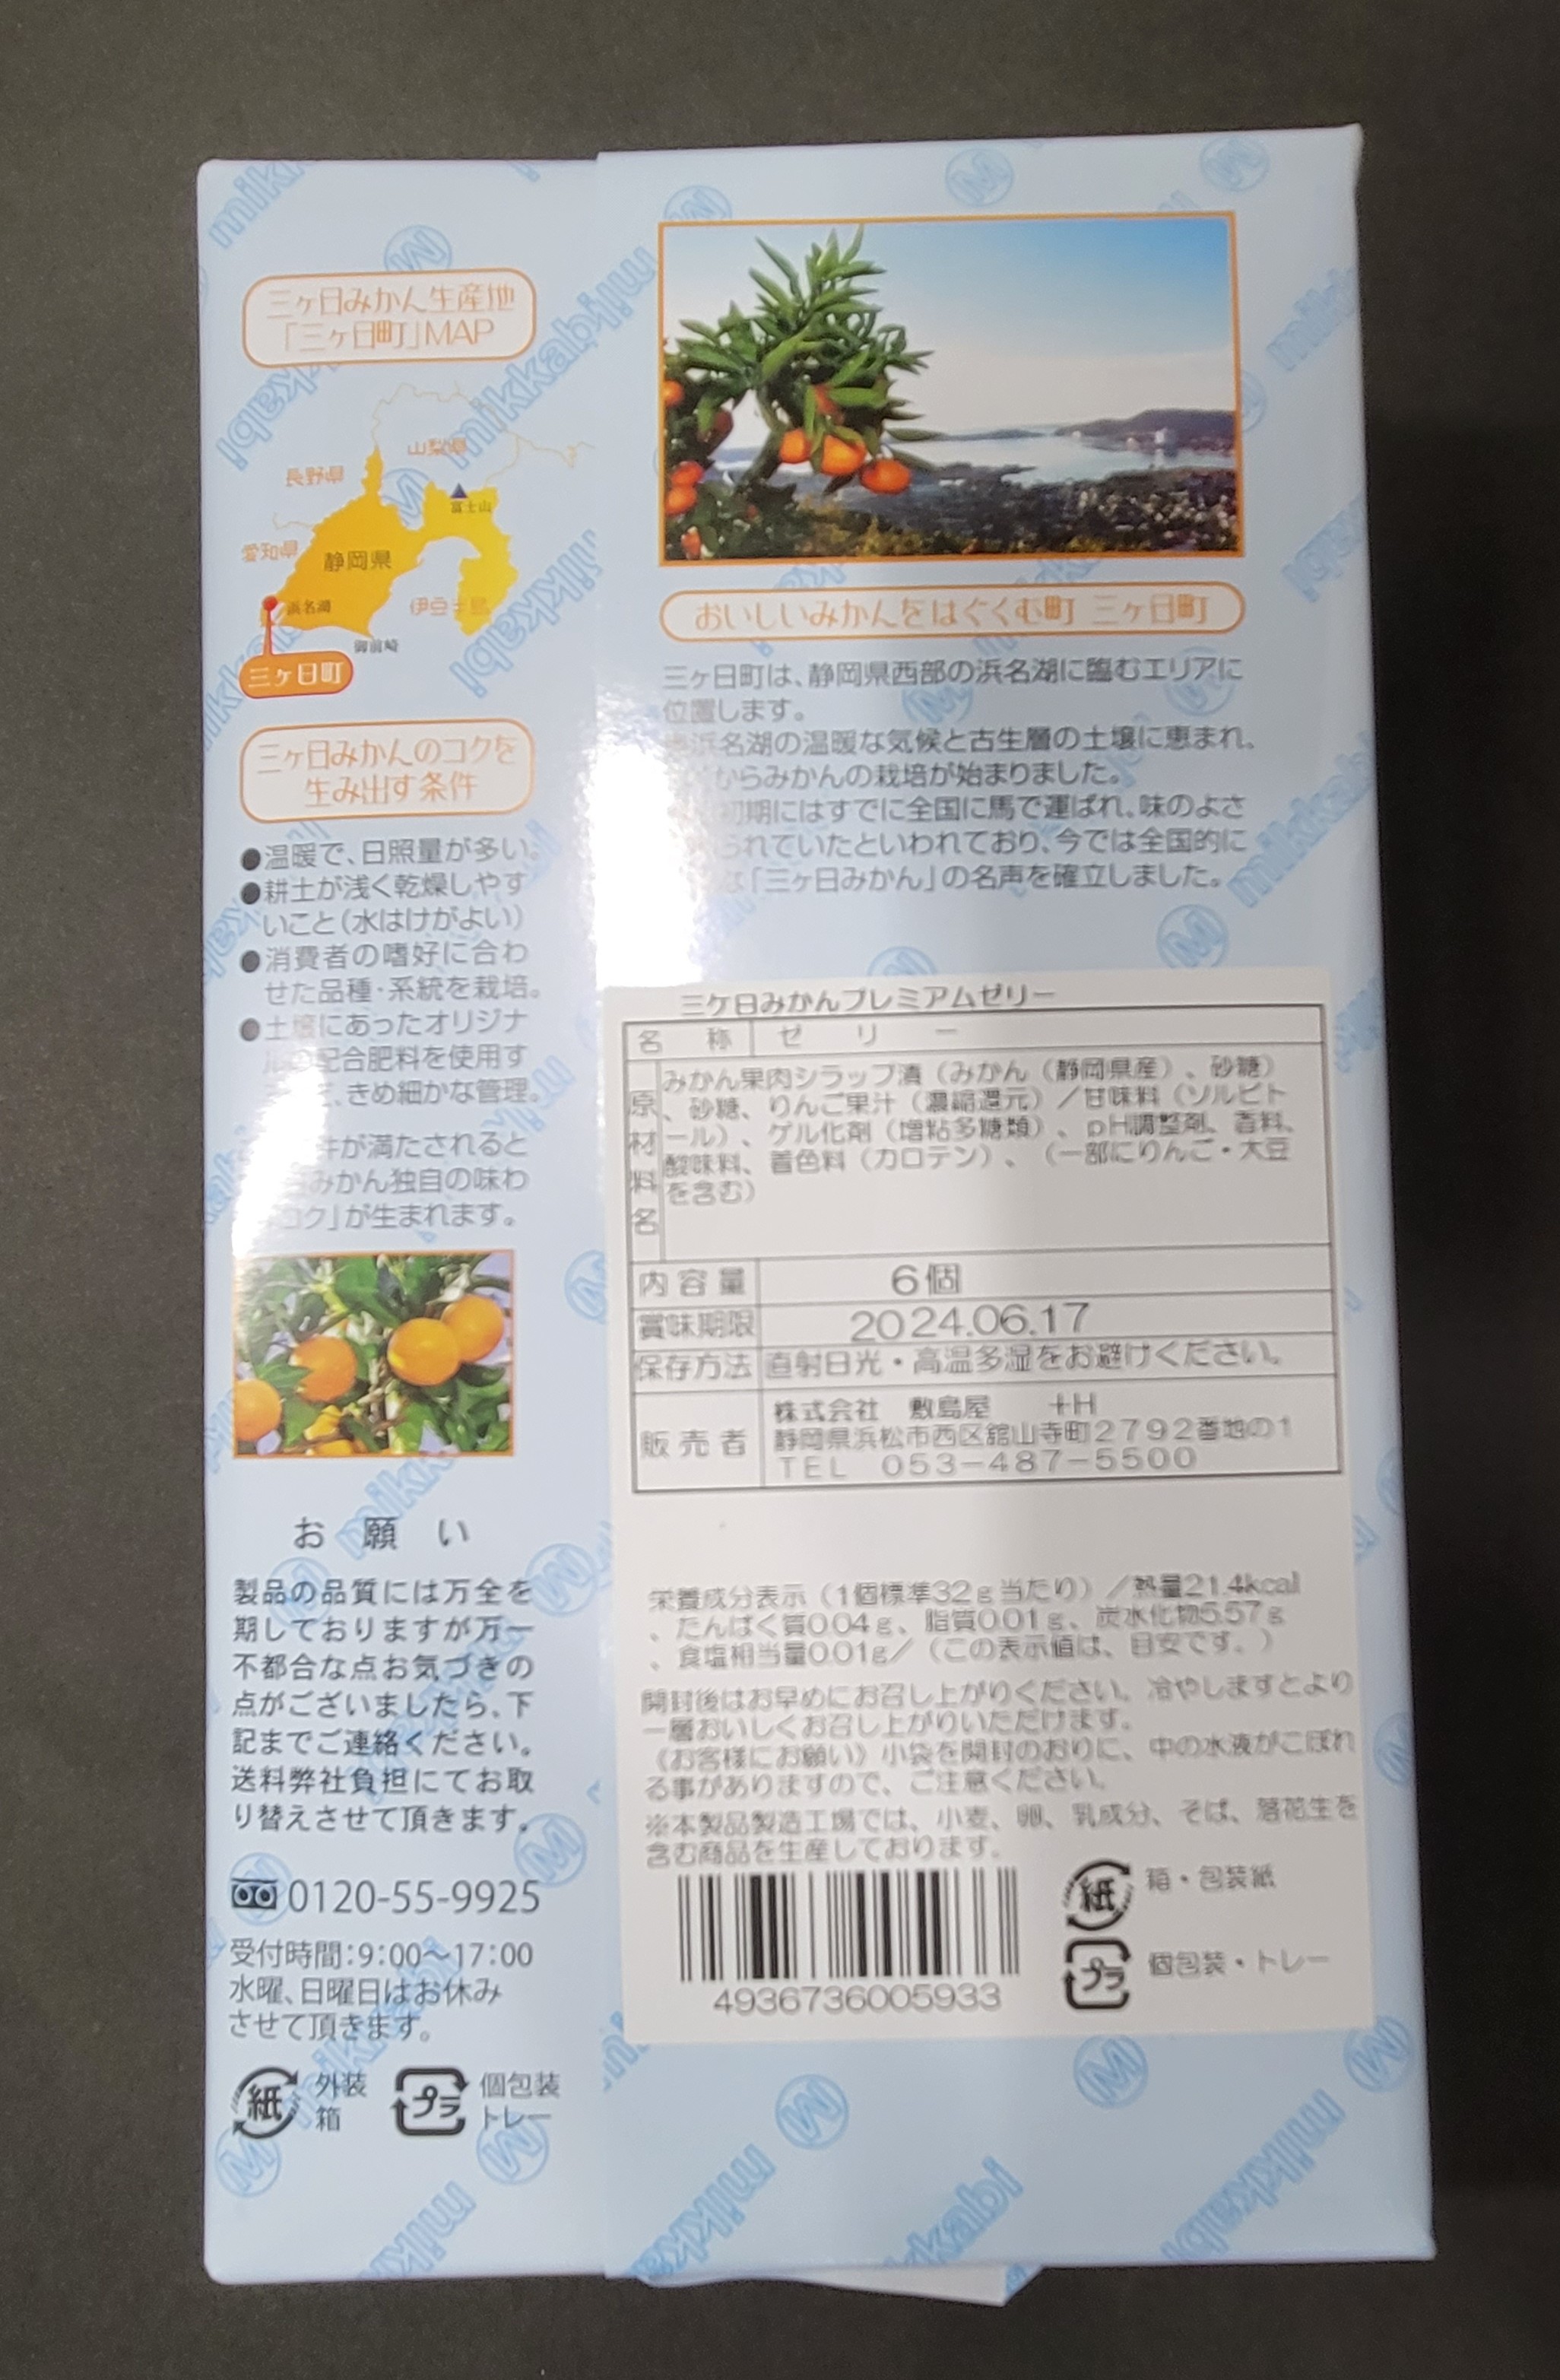 三ヶ日みかん生産地
「三ヶ日町」MAP
山梨県
長野県
富士山
愛知県
静岡県
浜名湖
伊豆半島
御前崎
三ヶ日町
三ヶ日みかんのコクを
生み出す条件
●温暖で、日照量が多い。
●耕土が浅く乾燥しやす
いこと(水はけがよい)
●消費者の嗜好に合わ
せた品種・系統を栽培。
●土壌にあったオリジナ
ルの配合肥料を使用す
、きめ細かな管理。
件が満たされると
みかん独自の味わ
コク」が生まれます。
お願い
製品の品質には万全を
期しておりますが万一
不都合な点お気づきの
点がございましたら、下
記までご連絡ください。
送料弊社負担にてお取
り替えさせて頂きます。
0120-55-9925
受付時間:9:00〜17:00
水曜、日曜日はお休み
させて頂きます。
紙 外装
箱
プラ 個包装
トレー
おいしいみかんをはぐくむ町 三ヶ日町
三ヶ日町は、静岡県西部の浜名湖に臨むエリアに
位置します。
浜名湖の温暖な気候と古生層の土壌に恵まれ、
からみかんの栽培が始まりました。
初期にはすでに全国に馬で運ばれ、味のよさ
られていたといわれており、今では全国的に
な「三ヶ日みかん」の名声を確立しました。
三ケ日みかんプレミアムゼリー
名称 ゼリー
原材料名 みかん果肉シラップ漬(みかん(静岡県産)、砂糖)
、砂糖、りんご果汁(濃縮還元)/甘味料(ソルビト
ール)、ゲル化剤(増粘多糖類)、pH調整剤、香料、
酸味料、着色料(カロテン)、(一部にりんご・大豆
を含む)
内容量 6個
賞味期限 2024.06.17
保存方法 直射日光・高温多湿をお避けください。
販売者 株式会社 敷島屋 +H
静岡県浜松市西区舘山寺町2792番地の1
TEL 053-487-5500
栄養成分表示(1個標準32g当たり)/熱量21.4kcal
、たんぱく質0.04g、脂質0.01g、炭水化物5.57g
、食塩相当量0.01g/(この表示値は、目安です。)
開封後はお早めにお召し上がりください。冷やしますとより
一層おいしくお召し上がりいただけます。
(お客様にお願い)小袋を開封のおりに、中の水液がこぼれ
る事がありますので、ご注意ください。
※本製品製造工場では、小麦、卵、乳成分、そば、落花生を
含む商品を生産しております。
4936736005933
紙 箱・包装紙
プラ 個包装・トレー
mikkabi